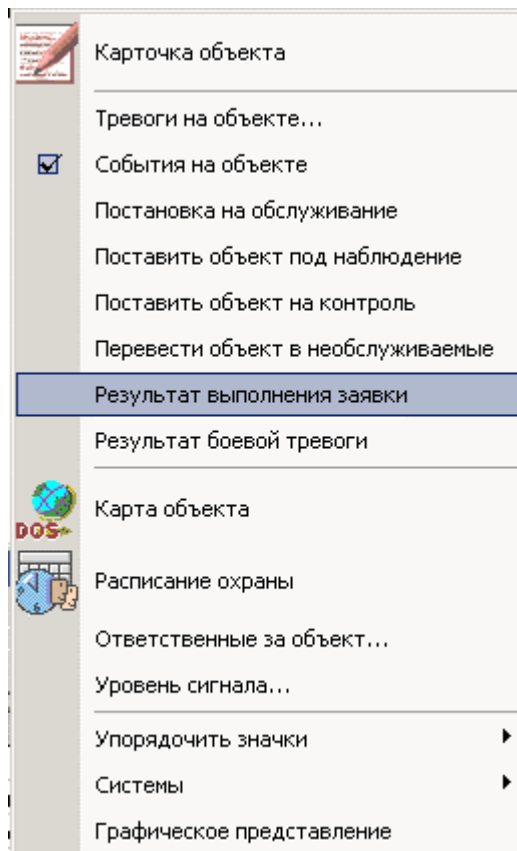 Карточка объекта
Тревоги на объекте...
События на объекте
Постановка на обслуживание
Поставить объект под наблюдение
Поставить объект на контроль
Перевести объект в необслуживаемые
Результат выполнения заявки
Результат боевой тревоги
DOS
Карта объекта
Расписание охраны
Ответственные за объект...
Уровень сигнала...
Упорядочить значки
Системы
Графическое представление